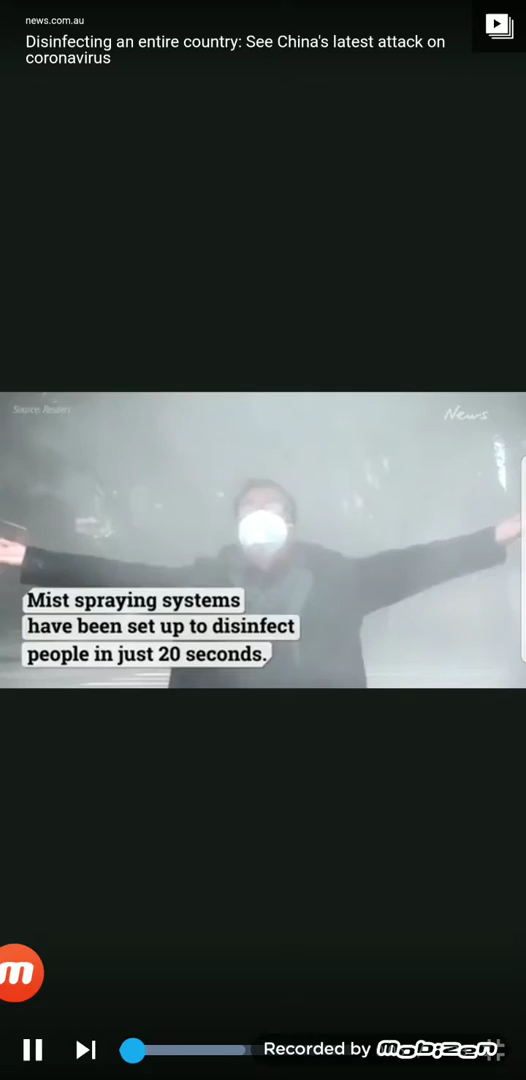 news.com.au
Disinfecting an entire country: See China's latest attack on
coronavirus
Source: Reuters
News
Mist spraying systems
have been set up to disinfect
people in just 20 seconds.
m
Recorded by mobizen